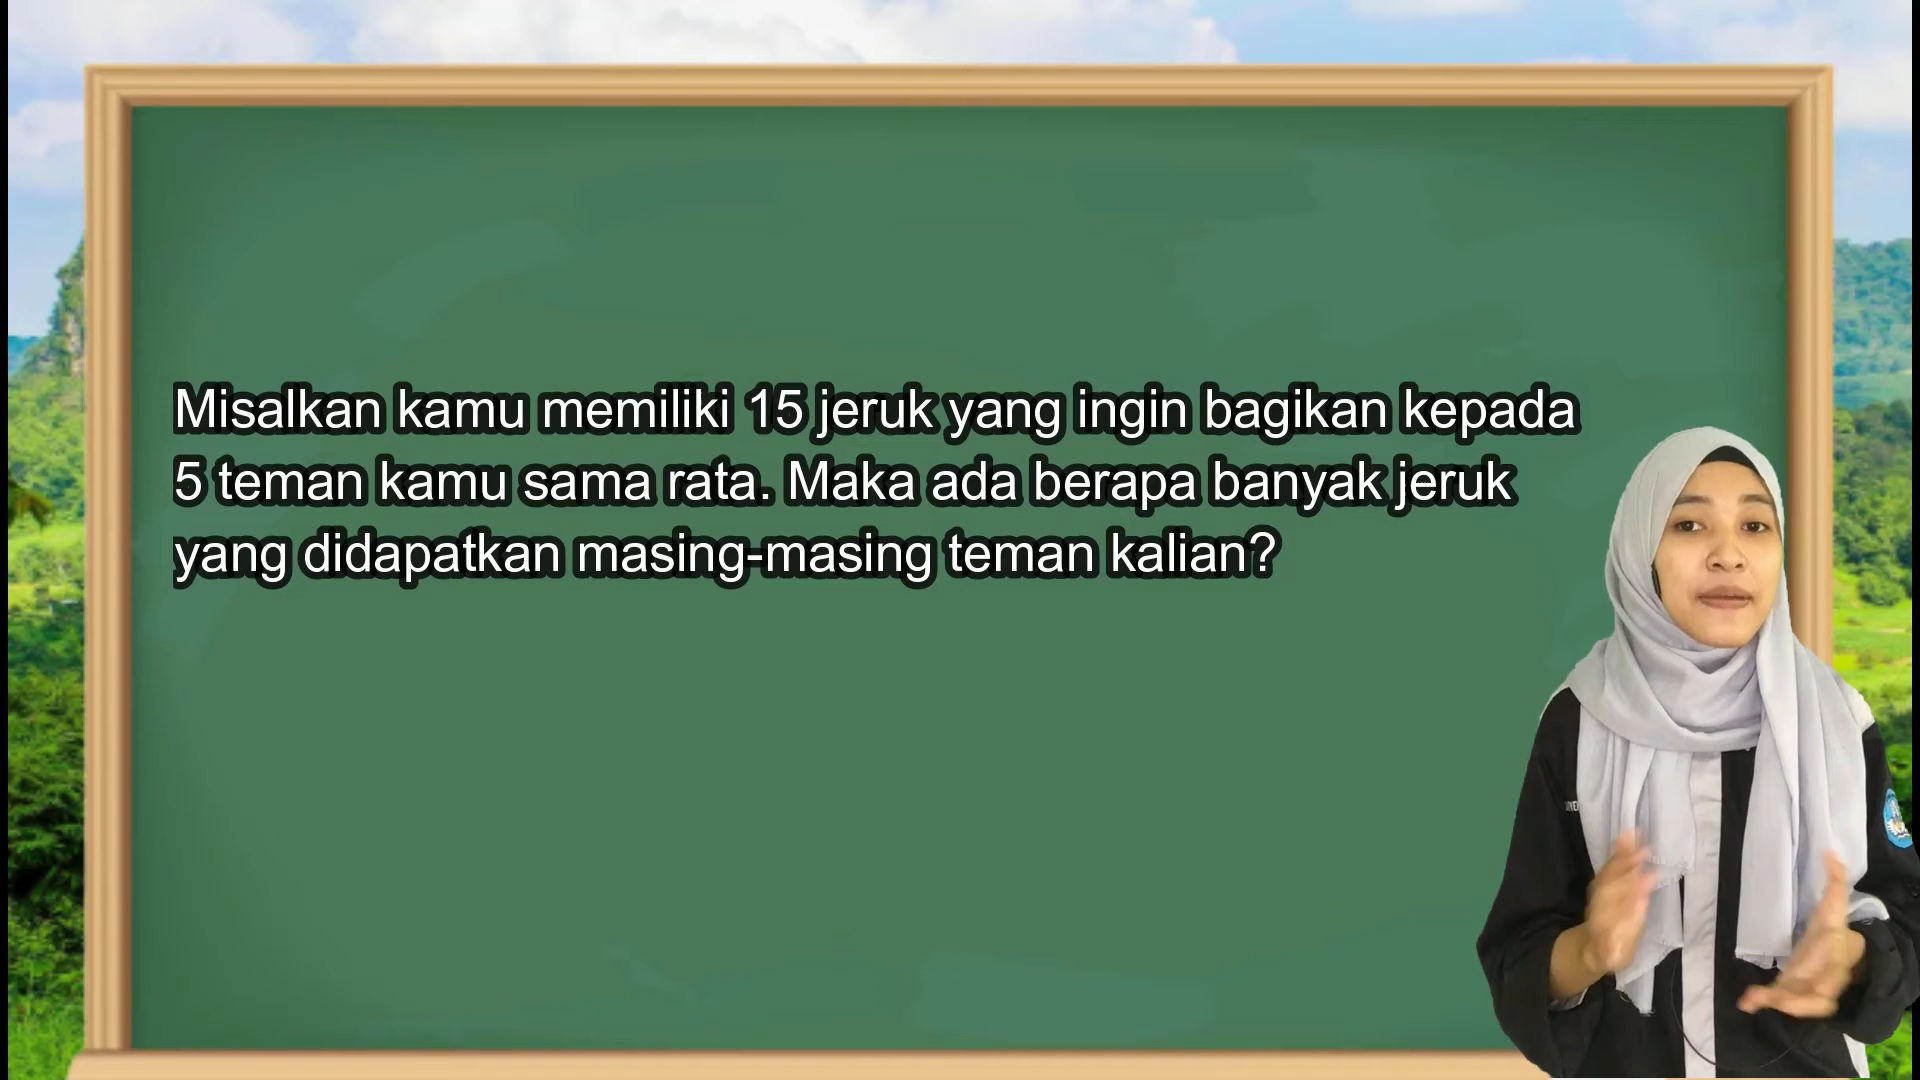 Misalkan kamu memiliki 15 jeruk yang ingin bagikan kepada
5 teman kamu sama rata. Maka ada berapa banyak jeruk
yang didapatkan masing-masing teman kalian?